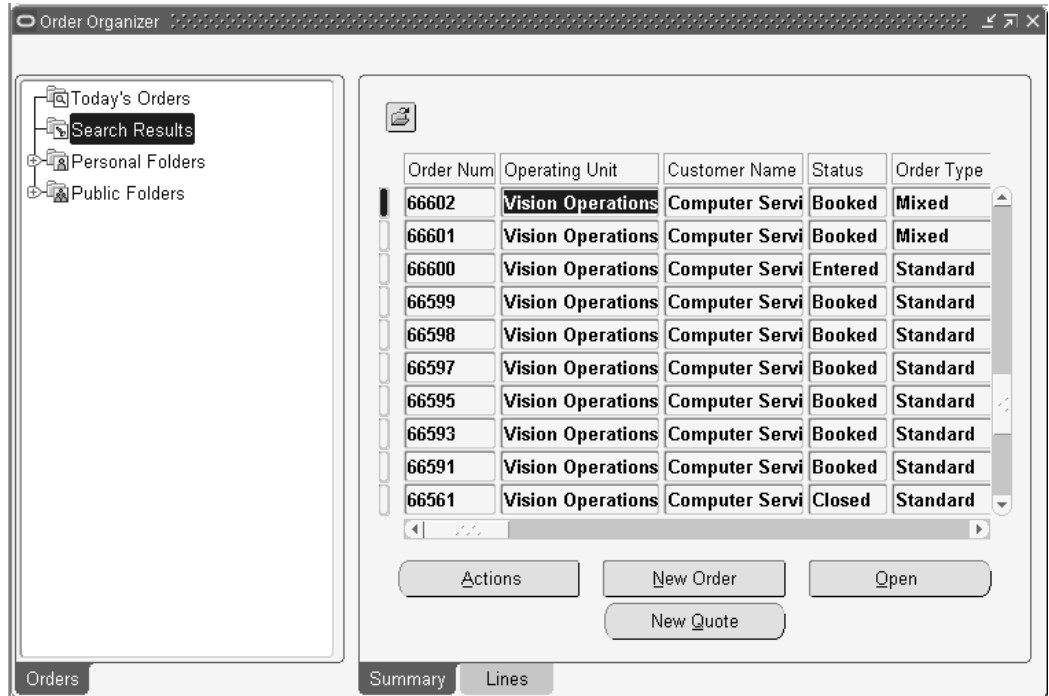 Order Organizer
Today's Orders
Search Results
Personal Folders
Public Folders
Orders
Order Num Operating Unit Customer Name Status Order Type
66602 Vision Operations Computer Servi Booked Mixed
66601 Vision Operations Computer Servi Booked Mixed
66600 Vision Operations Computer Servi Entered Standard
66599 Vision Operations Computer Servi Booked Standard
66598 Vision Operations Computer Servi Booked Standard
66597 Vision Operations Computer Servi Booked Standard
66595 Vision Operations Computer Servi Booked Standard
66593 Vision Operations Computer Servi Booked Standard
66591 Vision Operations Computer Servi Booked Standard
66561 Vision Operations Computer Servi Closed Standard
Actions New Order Open
New Quote
Summary Lines